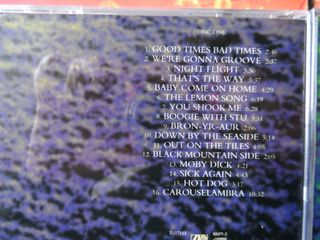 DISC ONE
1. GOOD TIMES BAD TIMES 2:46
2. WE'RE GONNA GROOVE 2:37
3. NIGHT FLIGHT 3:36
4. THAT'S THE WAY 5:37
5. BABY COME ON HOME 4:29
6. THE LEMON SONG 6:19
7. YOU SHOOK ME 6:28
8. BOOGIE WITH STU 3:51
9. BRON-YR-AUR 2:06
10. DOWN BY THE SEASIDE 5:14
11. OUT ON THE TILES 4:05
12. BLACK MOUNTAIN SIDE 2:05
13. MOBY DICK 4:21
14. SICK AGAIN 4:43
15. HOT DOG 3:17
16. CAROUSELAMBRA 10:32